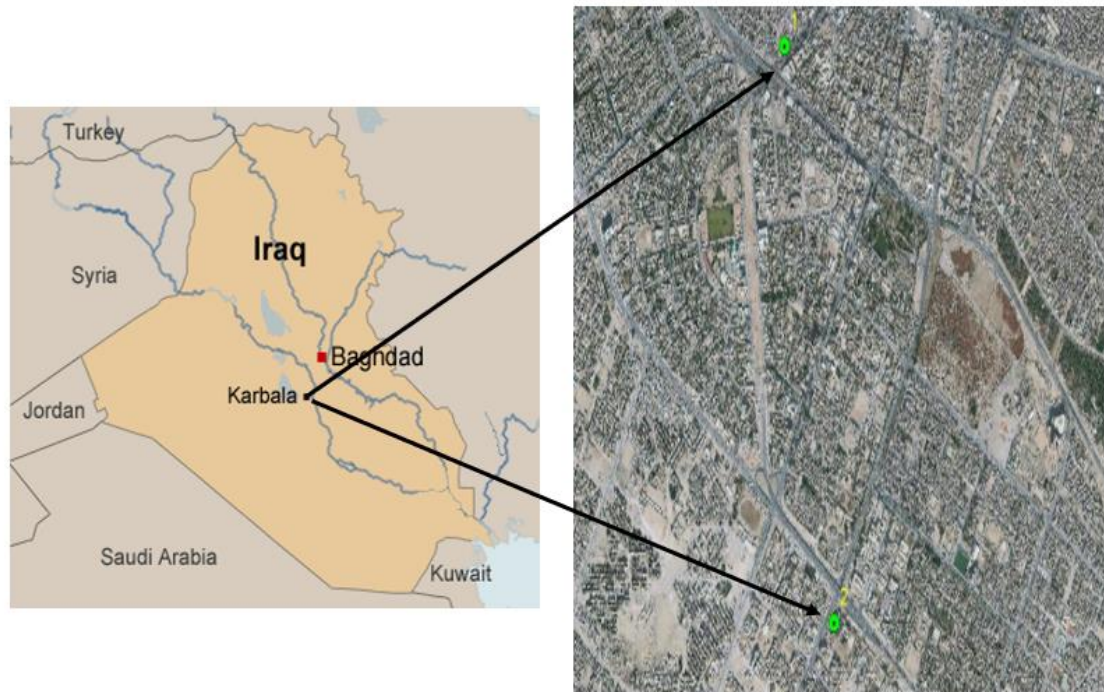 Turkey
Syria
Iraq
Baghdad
Karbala
Jordan
Saudi Arabia
Kuwait
1
2